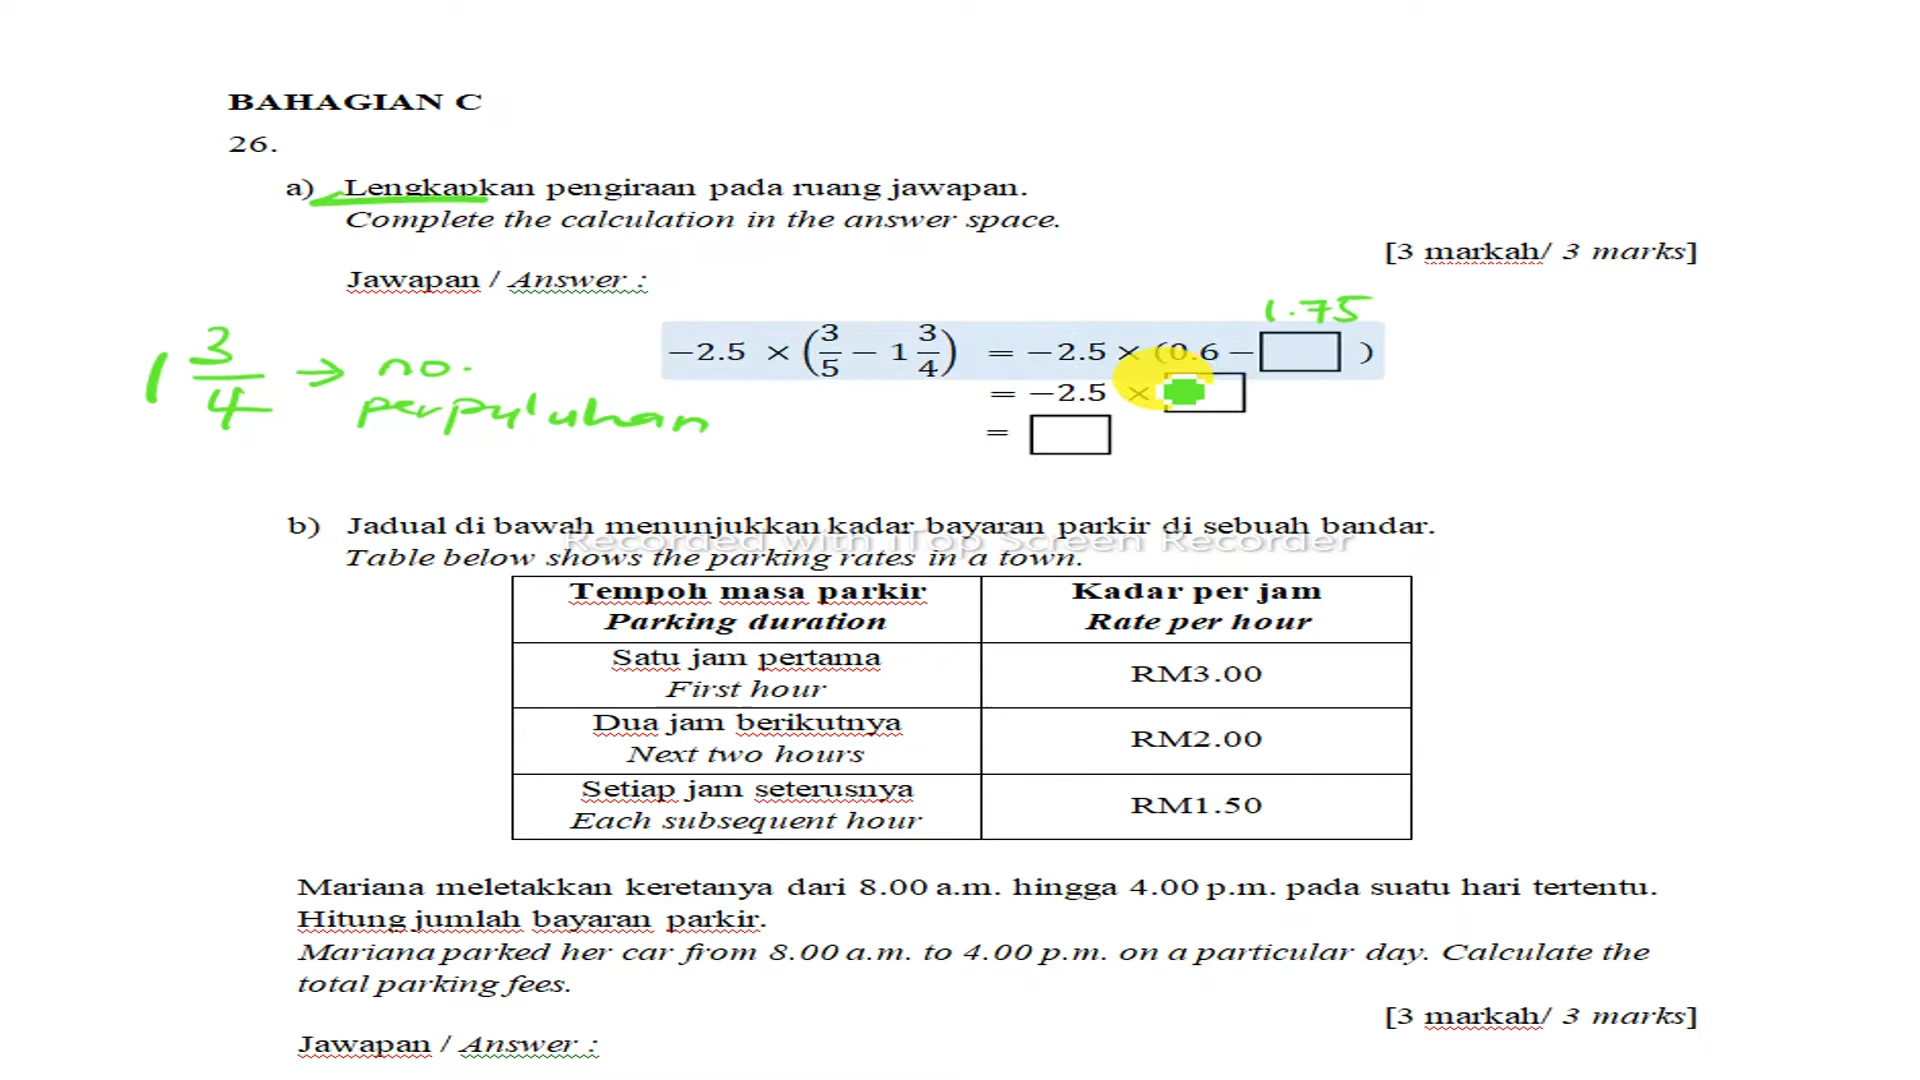 BAHAGIAN C
26.
a) Lengkapkan pengiraan pada ruang jawapan.
Complete the calculation in the answer space.
[3 markah/ 3 marks]
Jawapan / Answer :
1.75
−2.5 × (3/5 − 1 3/4) = −2.5 × (0.6 − )
= −2.5 ×
=
1 3/4 → no.
perpuluhan
b) Jadual di bawah menunjukkan kadar bayaran parkir di sebuah bandar.
Recorded with iTop Screen Recorder
Table below shows the parking rates in a town.
Tempoh masa parkir
Parking duration
Kadar per jam
Rate per hour
Satu jam pertama
First hour
RM3.00
Dua jam berikutnya
Next two hours
RM2.00
Setiap jam seterusnya
Each subsequent hour
RM1.50
Mariana meletakkan keretanya dari 8.00 a.m. hingga 4.00 p.m. pada suatu hari tertentu.
Hitung jumlah bayaran parkir.
Mariana parked her car from 8.00 a.m. to 4.00 p.m. on a particular day. Calculate the
total parking fees.
[3 markah/ 3 marks]
Jawapan / Answer :